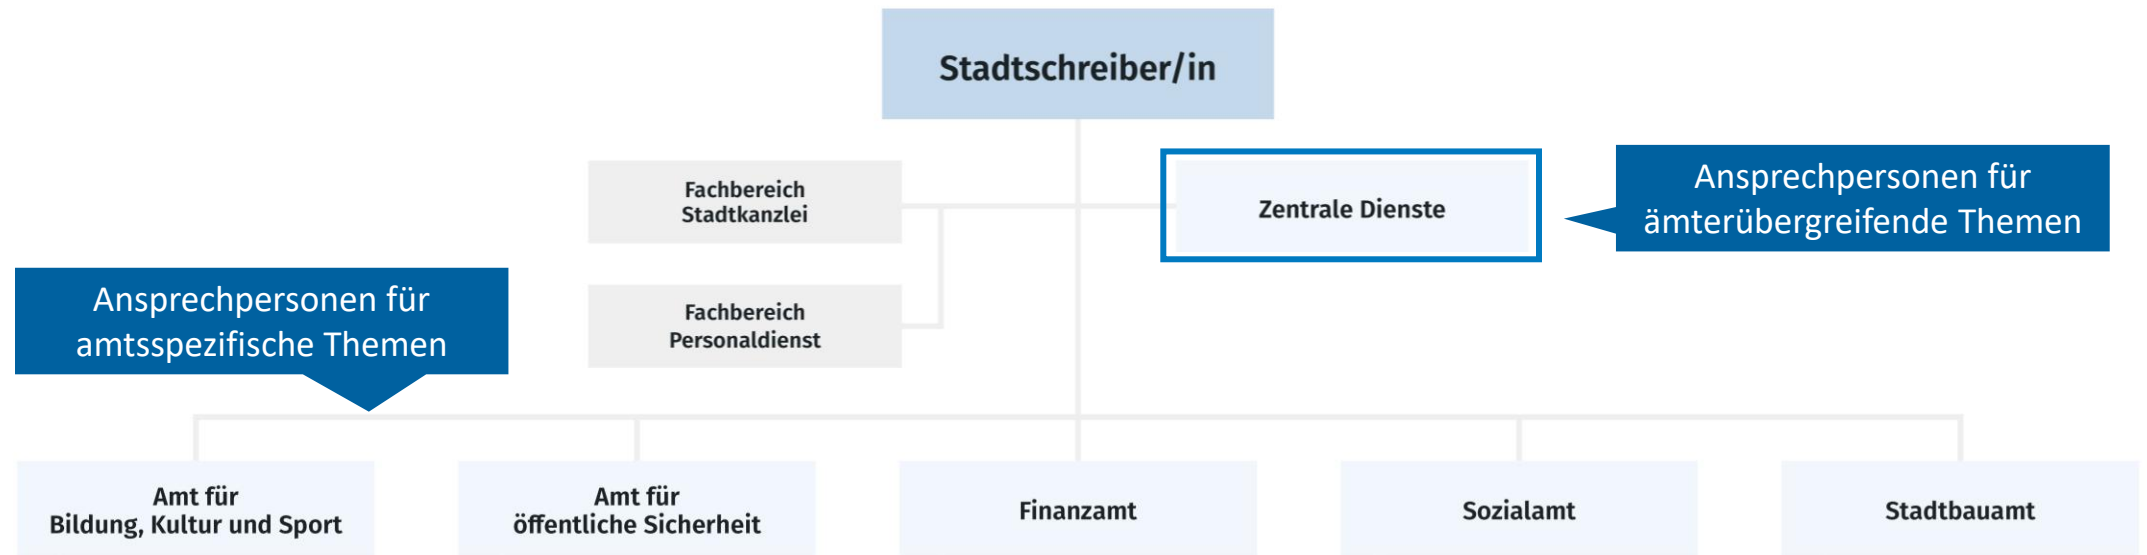 Stadtschreiber/in
Fachbereich
Stadtkanzlei
Zentrale Dienste
Ansprechpersonen für
ämterübergreifende Themen
Ansprechpersonen für
amtsspezifische Themen
Fachbereich
Personaldienst
Amt für
Bildung, Kultur und Sport
Amt für
öffentliche Sicherheit
Finanzamt
Sozialamt
Stadtbauamt